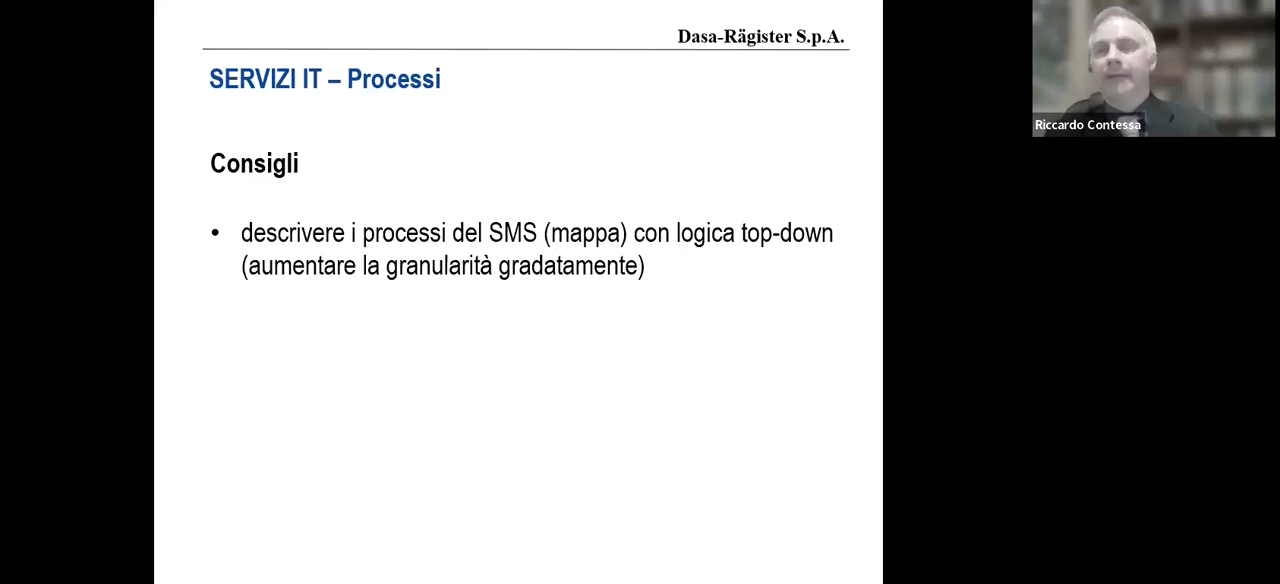 Dasa-Rägister S.p.A.
SERVIZI IT – Processi
Consigli
• descrivere i processi del SMS (mappa) con logica top-down
(aumentare la granularità gradatamente)
Riccardo Contessa